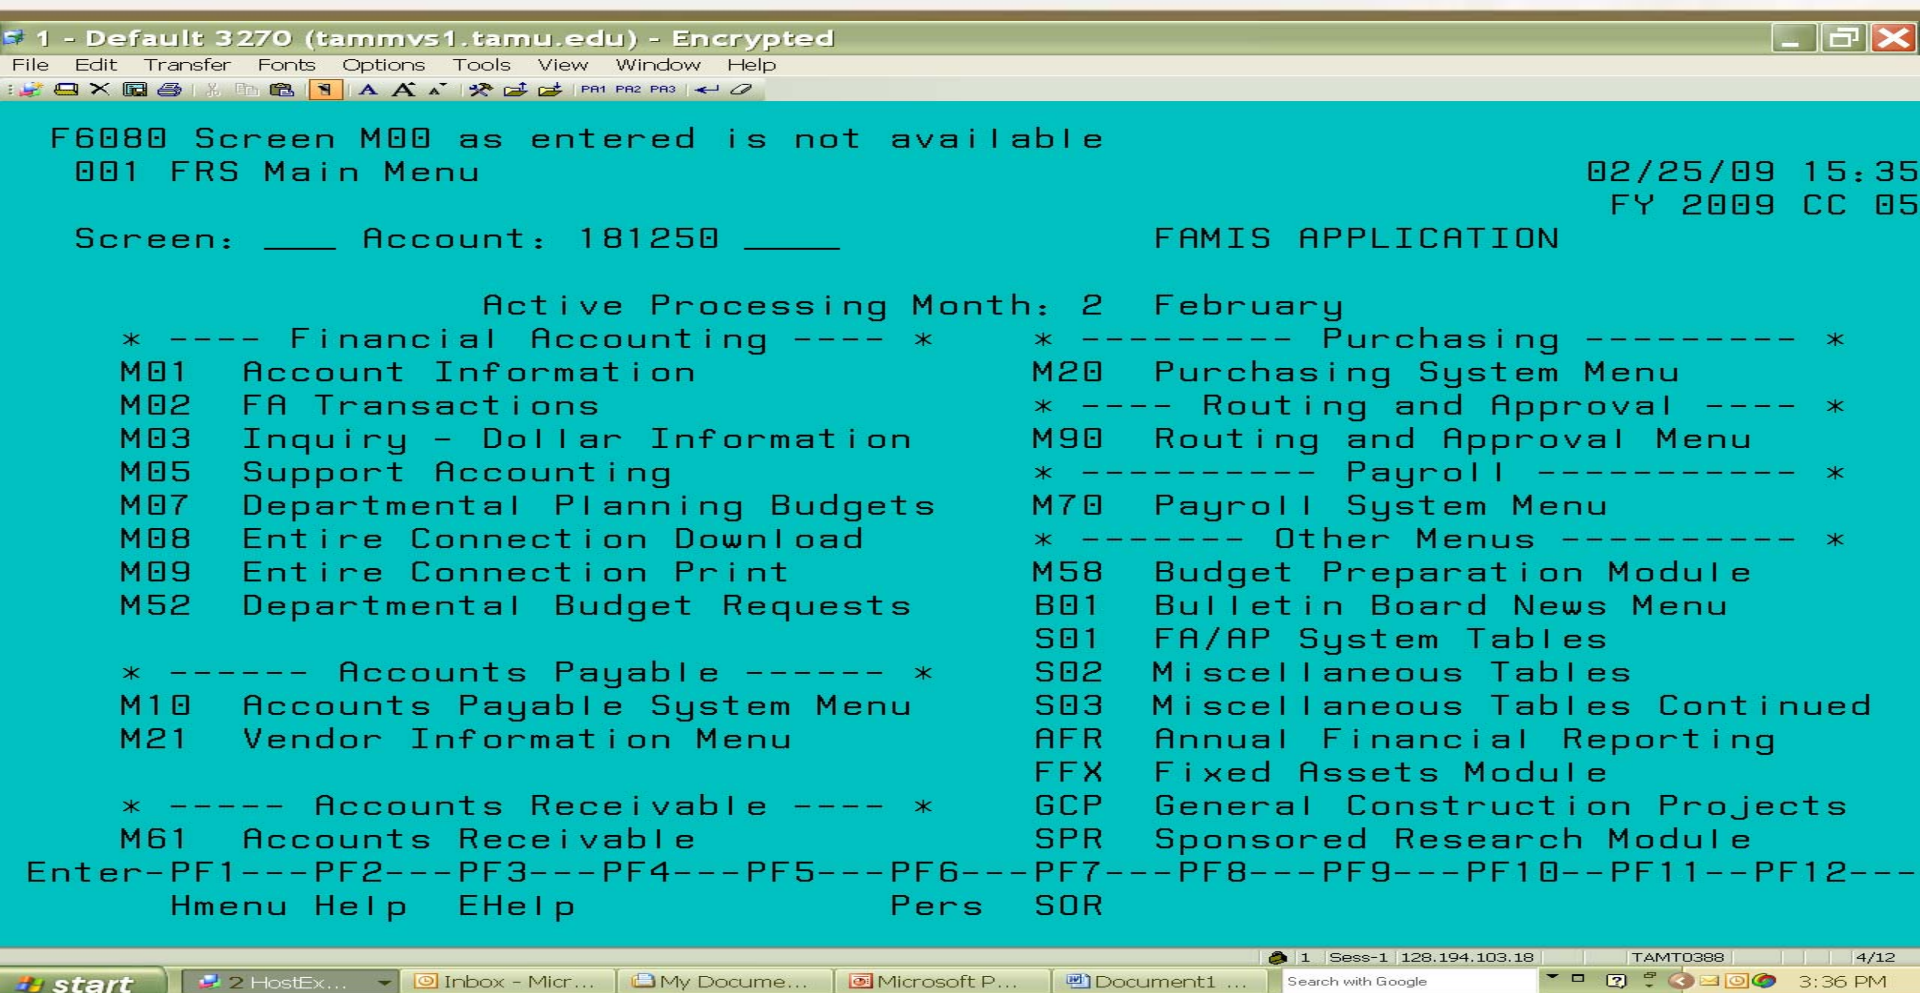 1 - Default 3270 (tammvs1.tamu.edu) - Encrypted
File Edit Transfer Fonts Options Tools View Window Help
PA1 PA2 PA3
F6080 Screen M00 as entered is not available
001 FRS Main Menu 02/25/09 15:35
FY 2009 CC 05
Screen: ___ Account: 181250 ____ FAMIS APPLICATION
Active Processing Month: 2 February
* ---- Financial Accounting ---- * * --------- Purchasing --------- *
M01 Account Information M20 Purchasing System Menu
M02 FA Transactions * ---- Routing and Approval ---- *
M03 Inquiry - Dollar Information M90 Routing and Approval Menu
M05 Support Accounting * ---------- Payroll ----------- *
M07 Departmental Planning Budgets M70 Payroll System Menu
M08 Entire Connection Download * ------- Other Menus ---------- *
M09 Entire Connection Print M58 Budget Preparation Module
M52 Departmental Budget Requests B01 Bulletin Board News Menu
S01 FA/AP System Tables
* ------ Accounts Payable ------ * S02 Miscellaneous Tables
M10 Accounts Payable System Menu S03 Miscellaneous Tables Continued
M21 Vendor Information Menu AFR Annual Financial Reporting
FFX Fixed Assets Module
* ----- Accounts Receivable ---- * GCP General Construction Projects
M61 Accounts Receivable SPR Sponsored Research Module
Enter-PF1---PF2---PF3---PF4---PF5---PF6---PF7---PF8---PF9---PF10--PF11--PF12---
Hmenu Help EHelp Pers SOR
1 Sess-1 128.194.103.18 TAMT0388 4/12
start 2 HostEx... Inbox - Micr... My Docume... Microsoft P... Document1 ... Search with Google 3:36 PM